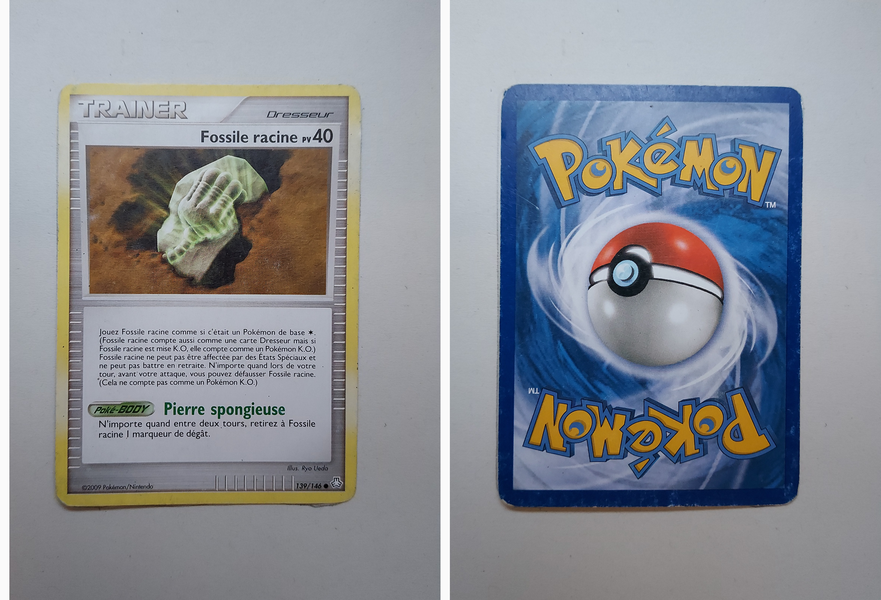 TRAINER
Dresseur
Fossile racine PV 40
Jouez Fossile racine comme si c'était un Pokémon de base ✶.
(Fossile racine compte aussi comme une carte Dresseur mais si
Fossile racine est mise K.O, elle compte comme un Pokémon K.O.)
Fossile racine ne peut pas être affectée par des États Spéciaux et
ne peut pas battre en retraite. N'importe quand lors de votre
tour, avant votre attaque, vous pouvez défausser Fossile racine.
(Cela ne compte pas comme un Pokémon K.O.)
Poké-BODY Pierre spongieuse
N'importe quand entre deux tours, retirez à Fossile
racine 1 marqueur de dégât.
Illus. Ryo Ueda
©2009 Pokémon/Nintendo
139/146 ●
POKéMON
TM
TM
POKéMON